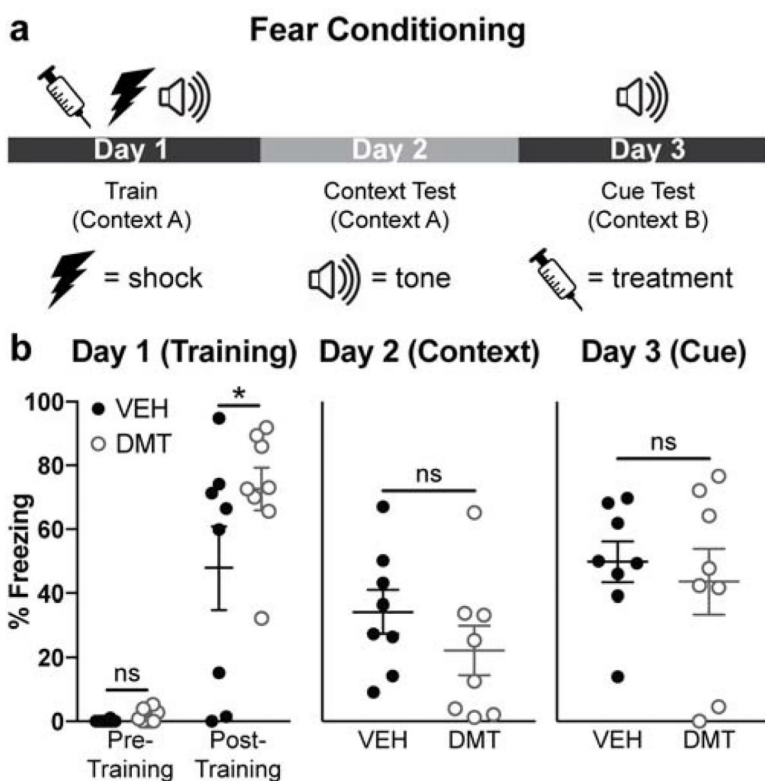 a Fear Conditioning
Day 1 Day 2 Day 3
Train Context Test Cue Test
(Context A) (Context A) (Context B)
= shock = tone = treatment
b Day 1 (Training) Day 2 (Context) Day 3 (Cue)
% Freezing
100
80
60
40
20
0
VEH
DMT
*
ns
ns
ns
Pre- Post-
Training Training
VEH DMT
VEH DMT